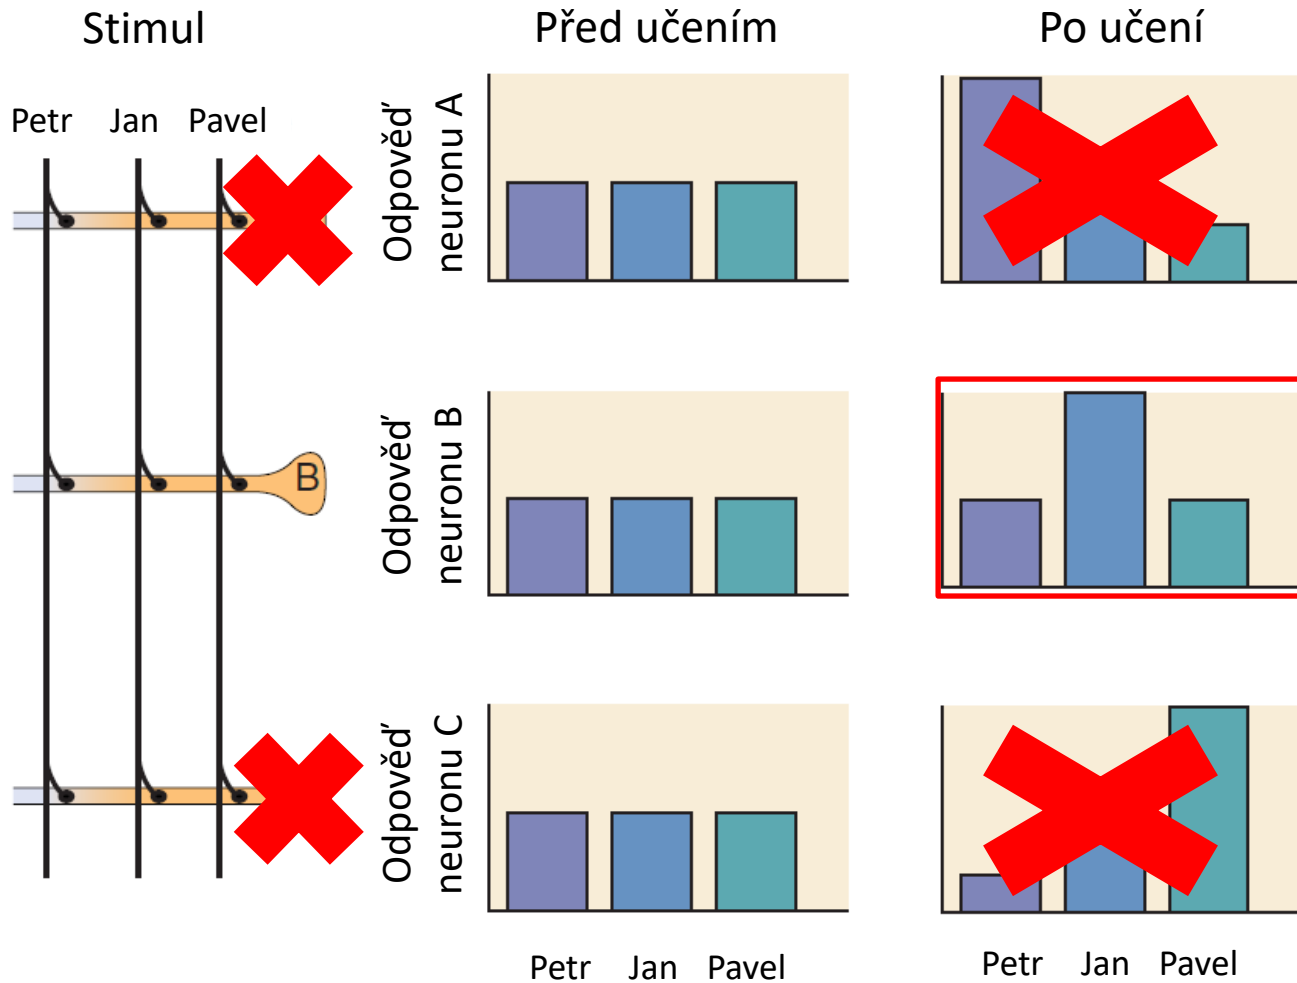 Stimul
Před učením
Po učení
Petr Jan Pavel
Odpověď
neuronu A
B
Odpověď
neuronu B
Odpověď
neuronu C
Petr Jan Pavel
Petr Jan Pavel